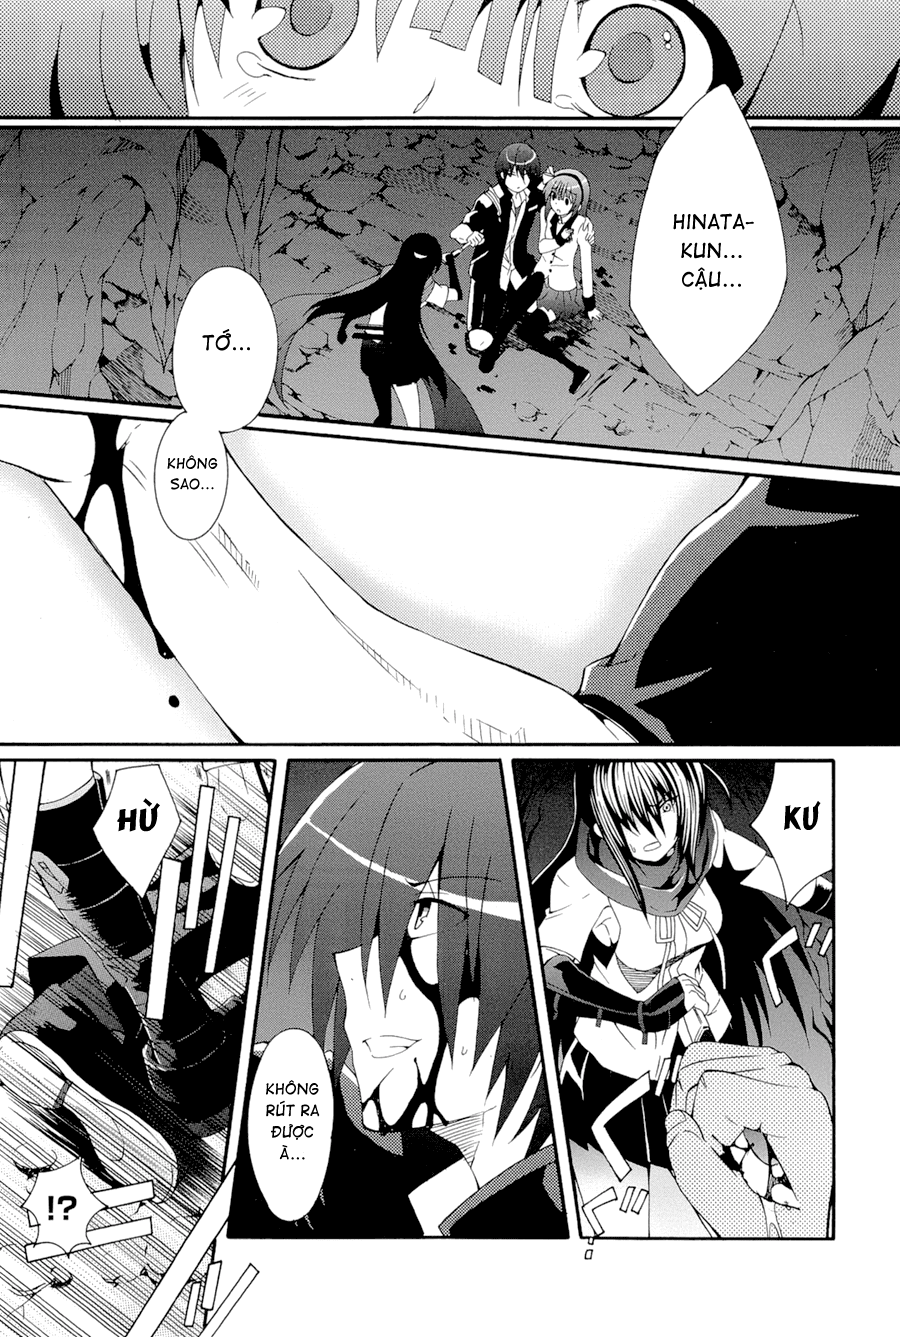 HINATA-
KUN...
CẬU...
TỚ...
KHÔNG
SAO...
KƯ
KHÔNG
RÚT RA
ĐƯỢC
À...
HỪ
!?